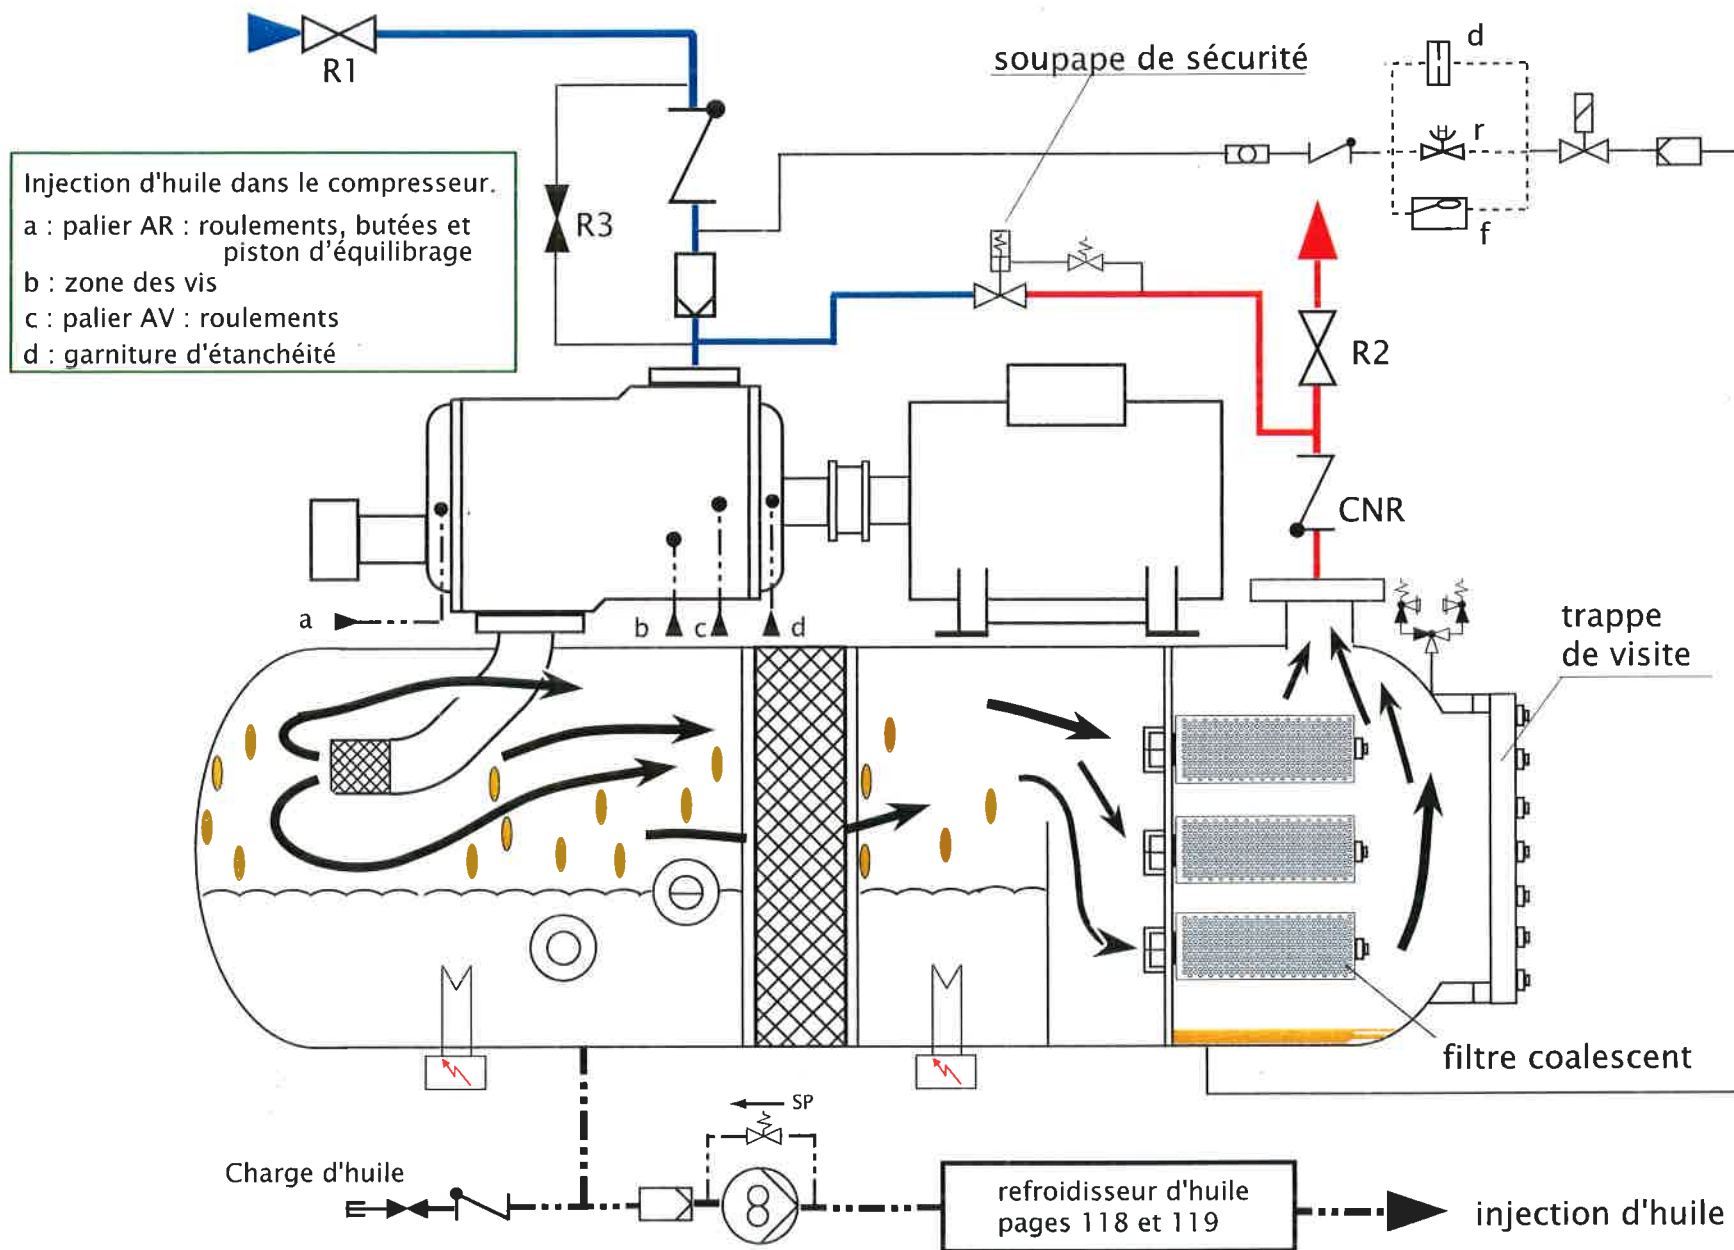 R1
soupape de sécurité
d
r
f
Injection d'huile dans le compresseur.
a : palier AR : roulements, butées et
piston d'équilibrage
b : zone des vis
c : palier AV : roulements
d : garniture d'étanchéité
R3
R2
CNR
a
b
c
d
trappe
de visite
filtre coalescent
SP
Charge d'huile
refroidisseur d'huile
pages 118 et 119
injection d'huile